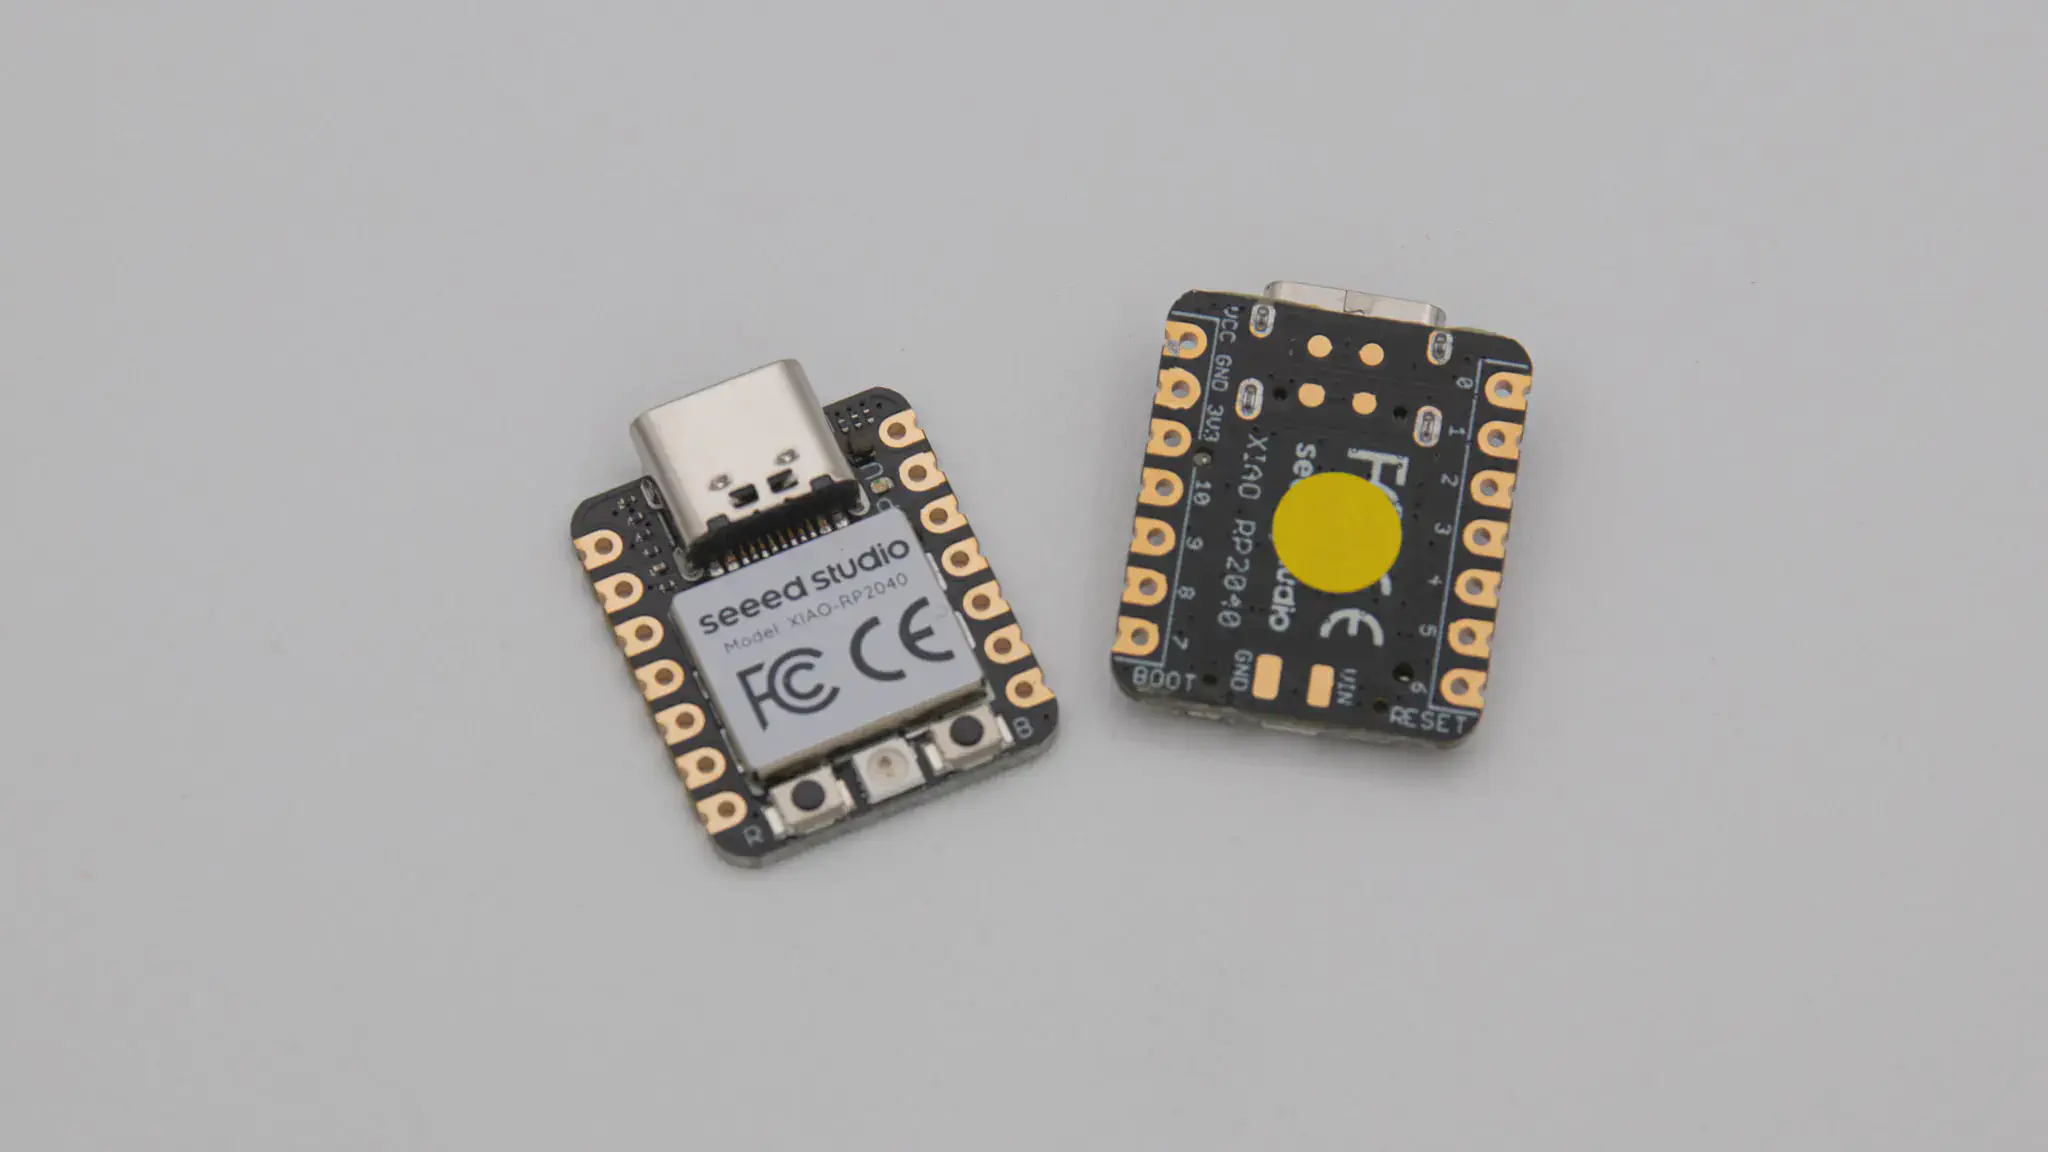 seeed studio
Model: XIAO-RP2040
FC CE
R
B
VCC GND 3V3 10 9 8 7
XIAO RP2040
CE
0 1 2 3 4 5 6
BOOT
GND
VIN
RESET